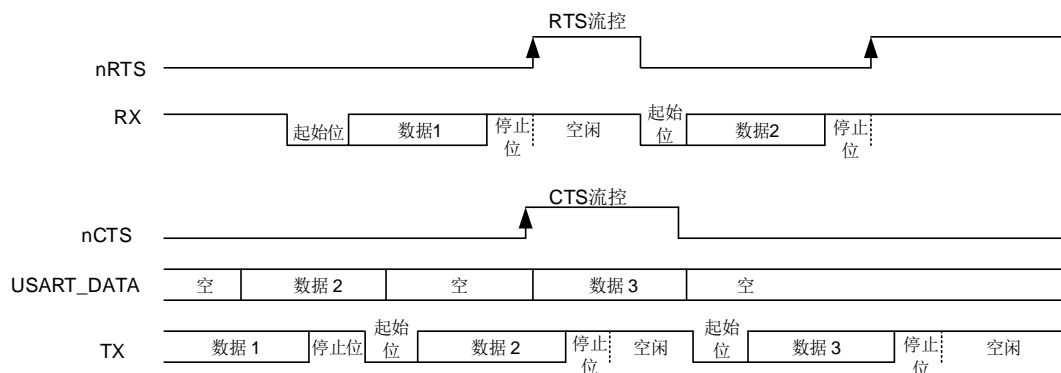 RTS流控
nRTS
RX 起始位 数据1 停止位 空闲 起始位 数据2 停止位
CTS流控
nCTS
USART_DATA 空 数据 2 空 数据 3 空
TX 数据 1 停止位 起始位 数据 2 停止位 空闲 起始位 数据 3 停止位 空闲